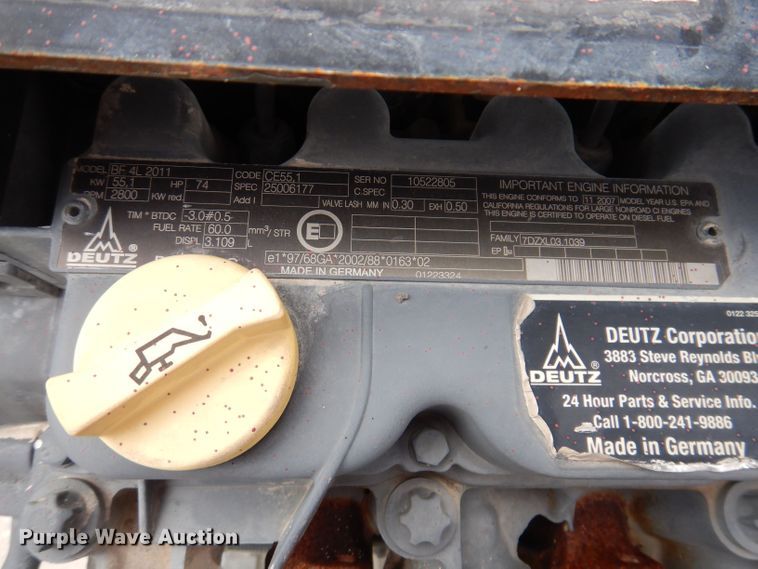 MODEL BF 4L 2011 CODE CE55,1 SER NO 10522805
KW 55,1 HP 74 SPEC 25006177 C.SPEC
RPM 2800 KW red. Add I
VALVE LASH MM IN 0.30 EXH 0.50
TIM ° BTDC -3.0#0.5-
FUEL RATE 60.0 mm³/ STR
DISPL 3.109 L
E
DEUTZ
e1*97/68GA*2002/88*0163*02
MADE IN GERMANY 01223324
IMPORTANT ENGINE INFORMATION
THIS ENGINE CONFORMS TO 11.2007 MODEL YEAR U.S. EPA AND
CALIFORNIA REGULATIONS FOR LARGE NONROAD CI ENGINES
THIS ENGINE IS CERTIFIED TO OPERATE ON DIESEL FUEL
FAMILY 7DZXL03.1039
EP
0122 325
DEUTZ
DEUTZ Corporation
3883 Steve Reynolds Blv
Norcross, GA 30093
24 Hour Parts & Service Info.
Call 1-800-241-9886
Made in Germany
Purple Wave Auction